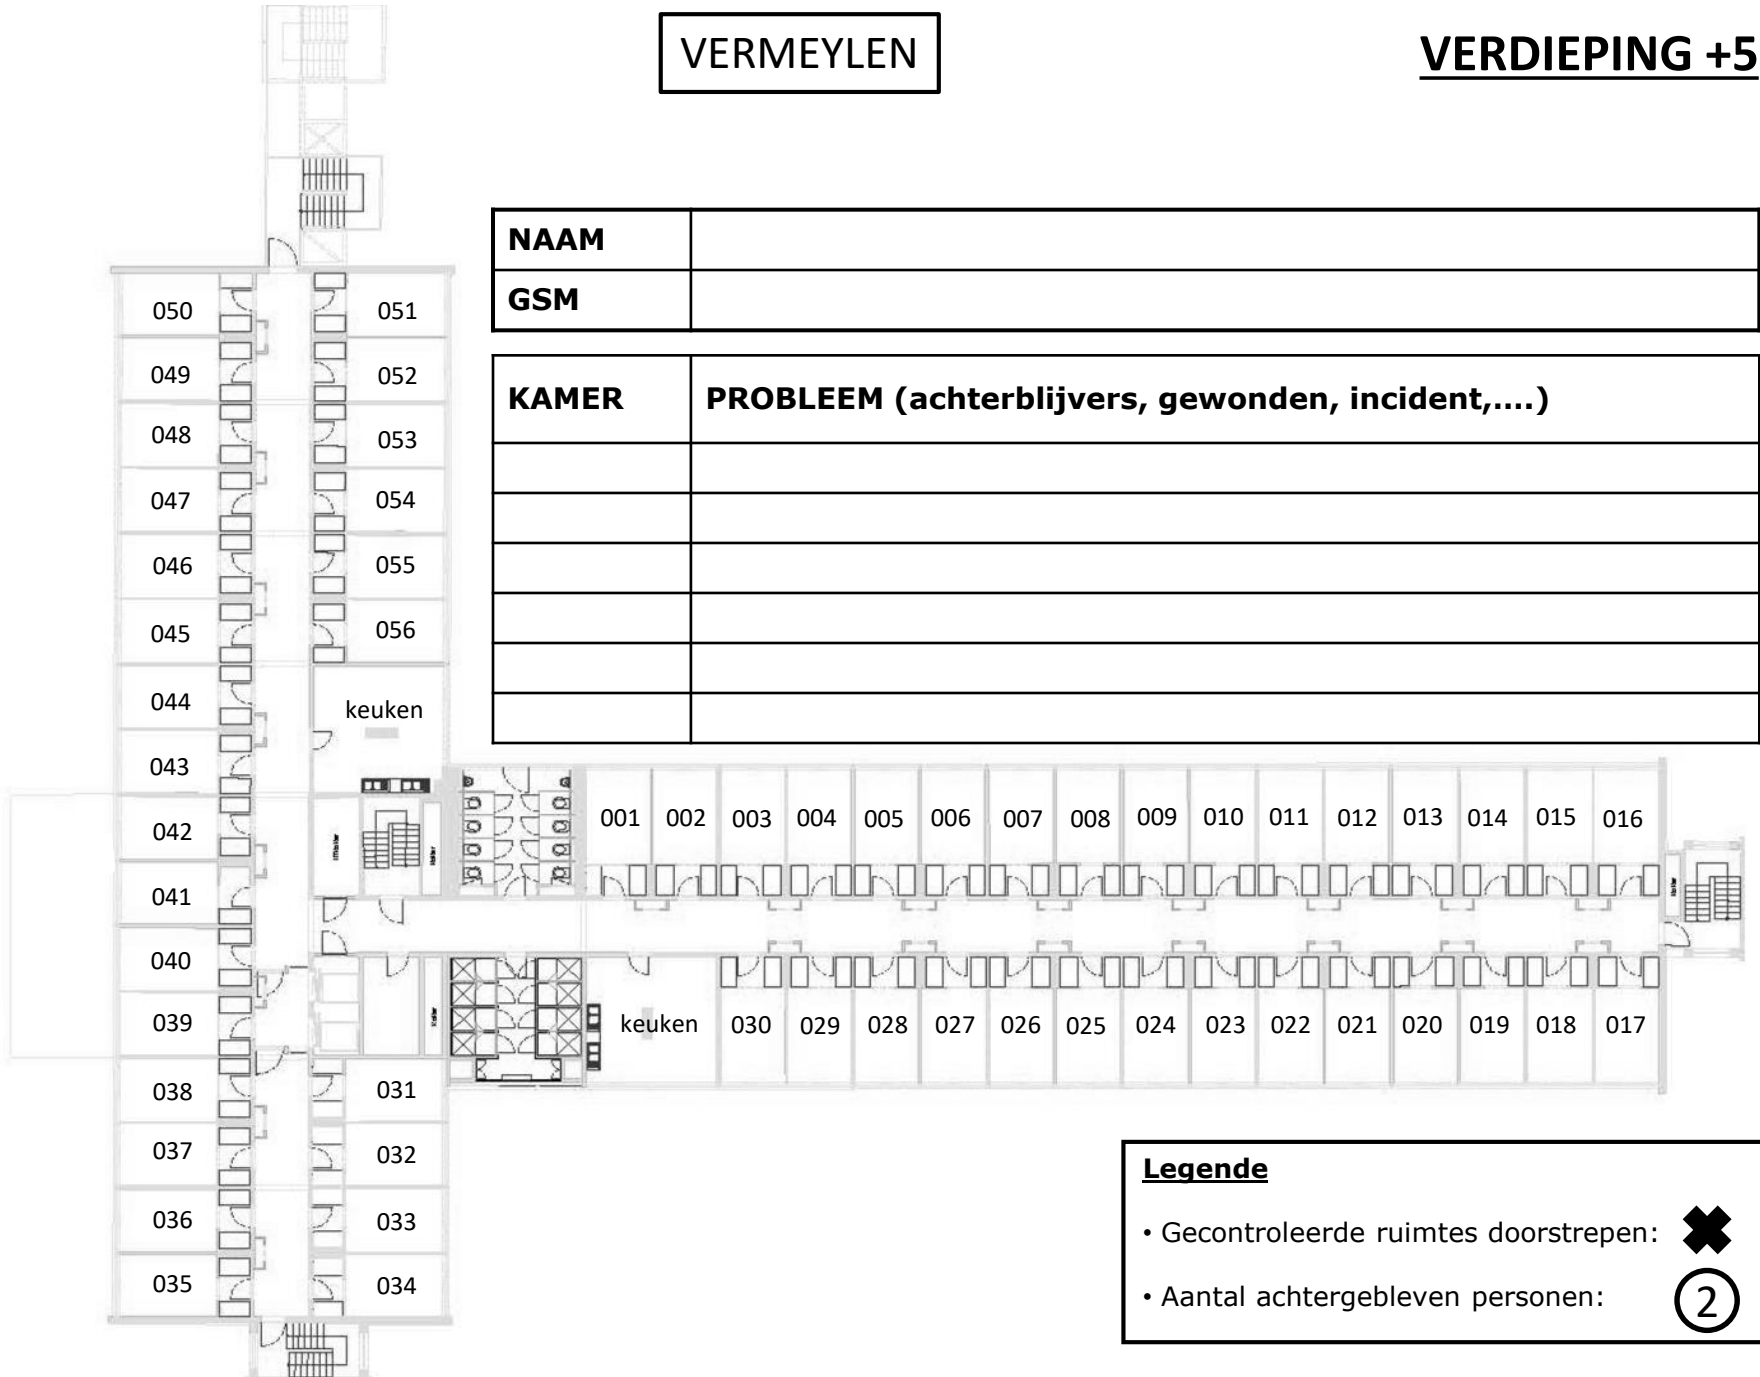 VERMEYLEN
VERDIEPING +5
NAAM
GSM
KAMER PROBLEEM (achterblijvers, gewonden, incident,....)
050 051
049 052
048 053
047 054
046 055
045 056
044 keuken
043
042
041
040
039
038 031
037 032
036 033
035 034
001 002 003 004 005 006 007 008 009 010 011 012 013 014 015 016
keuken 030 029 028 027 026 025 024 023 022 021 020 019 018 017
Legende
• Gecontroleerde ruimtes doorstrepen:
• Aantal achtergebleven personen: 2